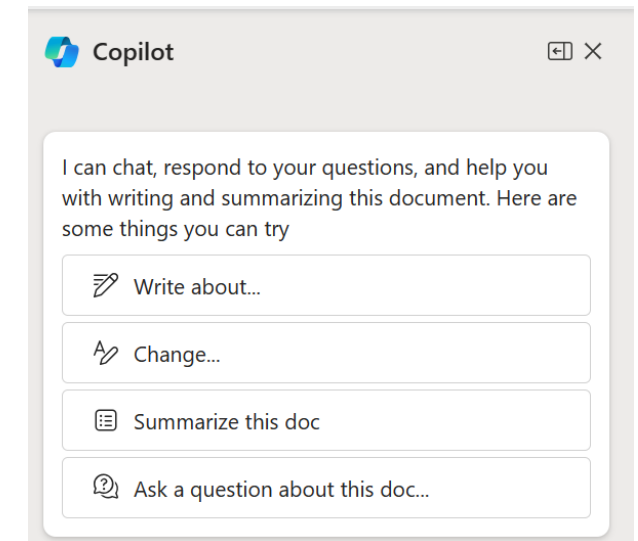 Copilot
I can chat, respond to your questions, and help you
with writing and summarizing this document. Here are
some things you can try
Write about...
Change...
Summarize this doc
Ask a question about this doc...